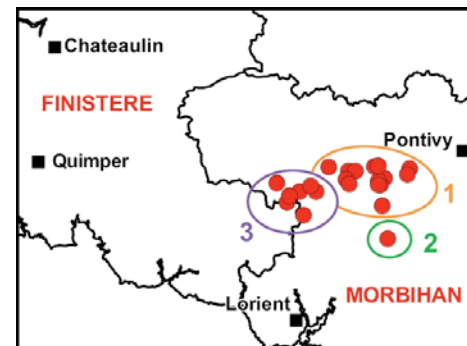 Chateaulin
FINISTERE
Pontivy
Quimper
1
3
2
Lorient
MORBIHAN